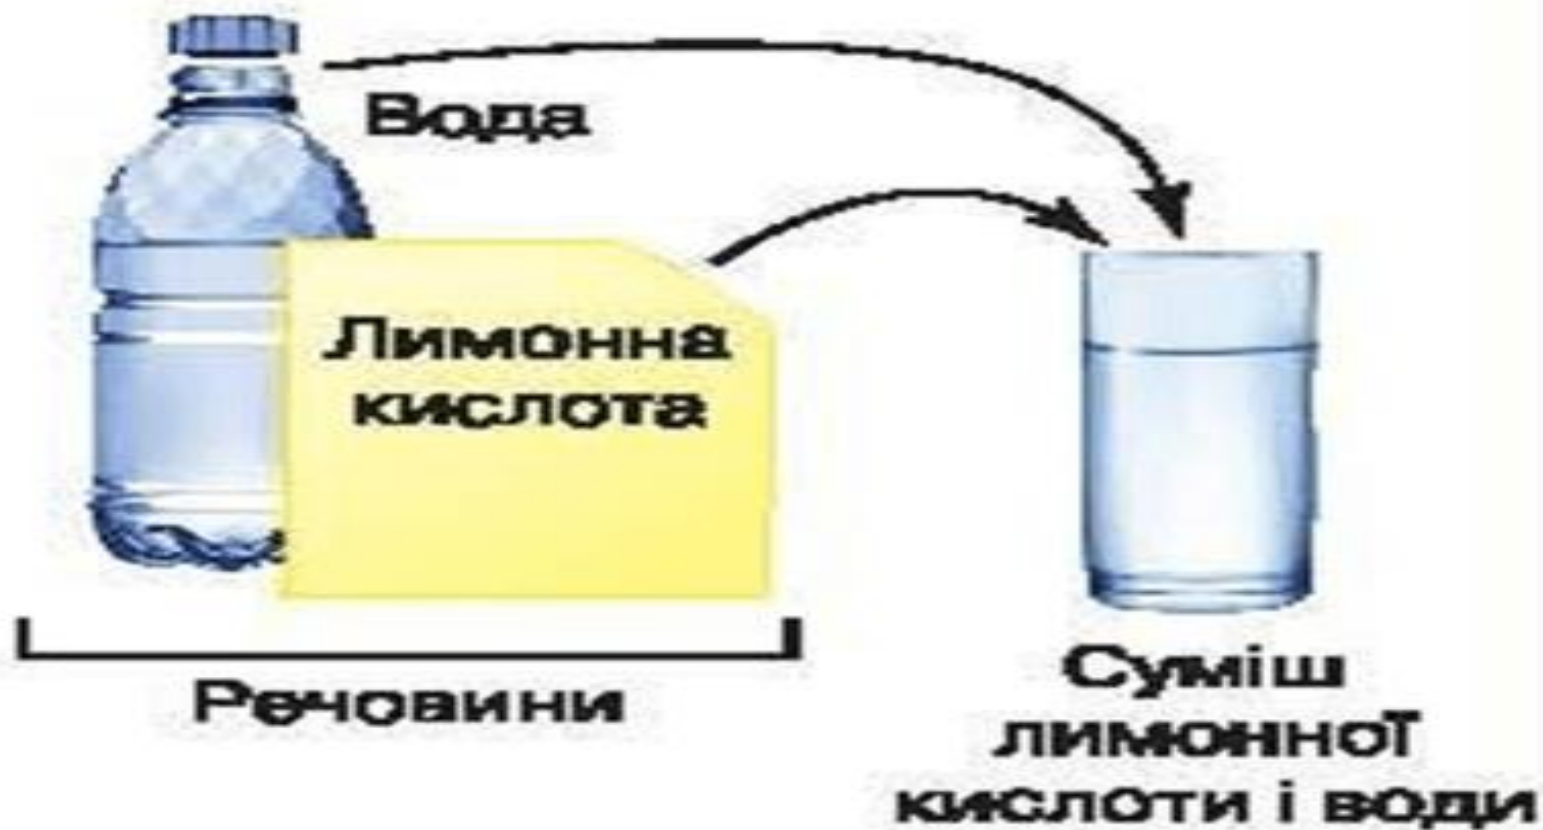 Вода
Лимонна
кислота
Речовини
Суміш
лимонної
кислоти і води